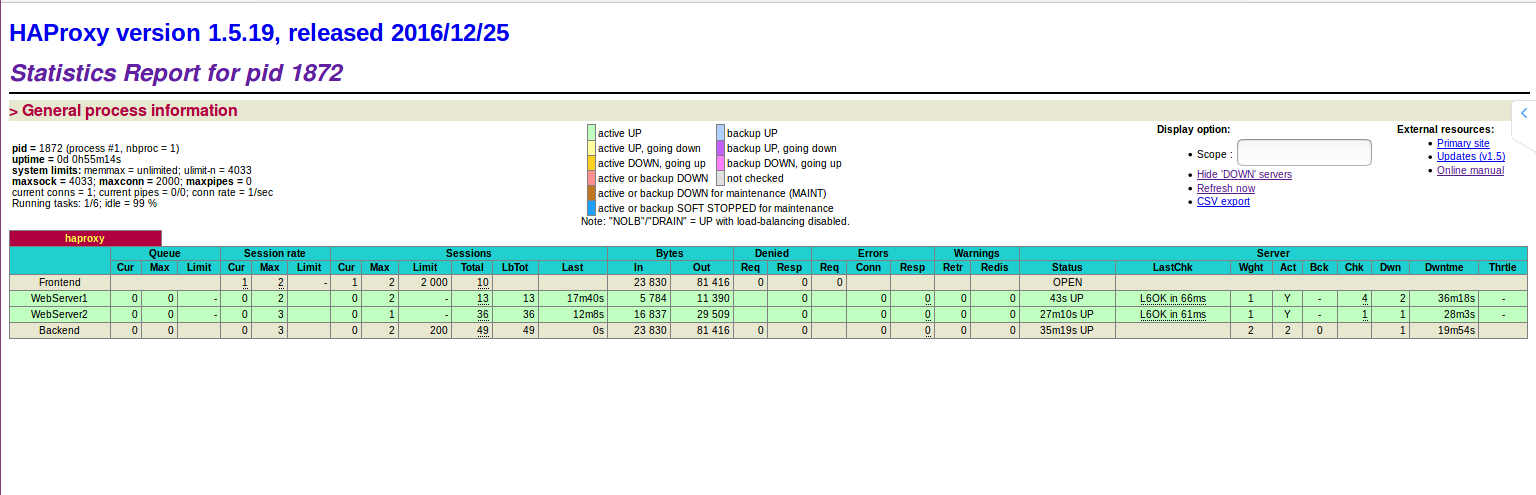 HAProxy version 1.5.19, released 2016/12/25
Statistics Report for pid 1872
> General process information
pid = 1872 (process #1, nbproc = 1)
uptime = 0d 0h55m14s
system limits: memmax = unlimited; ulimit-n = 4033
maxsock = 4033; maxconn = 2000; maxpipes = 0
current conns = 1; current pipes = 0/0; conn rate = 1/sec
Running tasks: 1/6; idle = 99 %
active UP backup UP
active UP, going down backup UP, going down
active DOWN, going up backup DOWN, going up
active or backup DOWN not checked
active or backup DOWN for maintenance (MAINT)
active or backup SOFT STOPPED for maintenance
Note: "NOLB"/"DRAIN" = UP with load-balancing disabled.
Display option:
• Scope :
• Hide 'DOWN' servers
• Refresh now
• CSV export
External resources:
• Primary site
• Updates (v1.5)
• Online manual
haproxy
Queue Session rate Sessions Bytes Denied Errors Warnings Server
Cur Max Limit Cur Max Limit Cur Max Limit Total LbTot Last In Out Req Resp Req Conn Resp Retr Redis Status LastChk Wght Act Bck Chk Dwn Dwntme Thrtle
Frontend 1 2 - 1 2 2 000 10 23 830 81 416 0 0 0 OPEN
WebServer1 0 0 - 0 2 0 2 - 13 13 17m40s 5 784 11 390 0 0 0 0 0 43s UP L6OK in 66ms 1 Y - 4 2 36m18s -
WebServer2 0 0 - 0 3 0 1 - 36 36 12m8s 16 837 29 509 0 0 0 0 0 27m10s UP L6OK in 61ms 1 Y - 1 1 28m3s -
Backend 0 0 0 3 0 2 200 49 49 0s 23 830 81 416 0 0 0 0 0 0 35m19s UP 2 2 0 1 19m54s